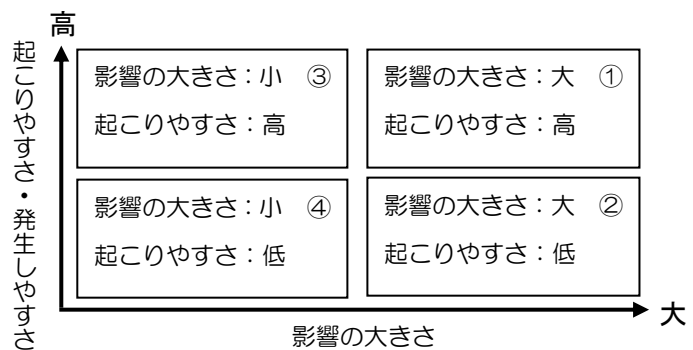 高
起こりやすさ・発生しやすさ
影響の大きさ：小 ③
起こりやすさ：高
影響の大きさ：大 ①
起こりやすさ：高
影響の大きさ：小 ④
起こりやすさ：低
影響の大きさ：大 ②
起こりやすさ：低
大
影響の大きさ